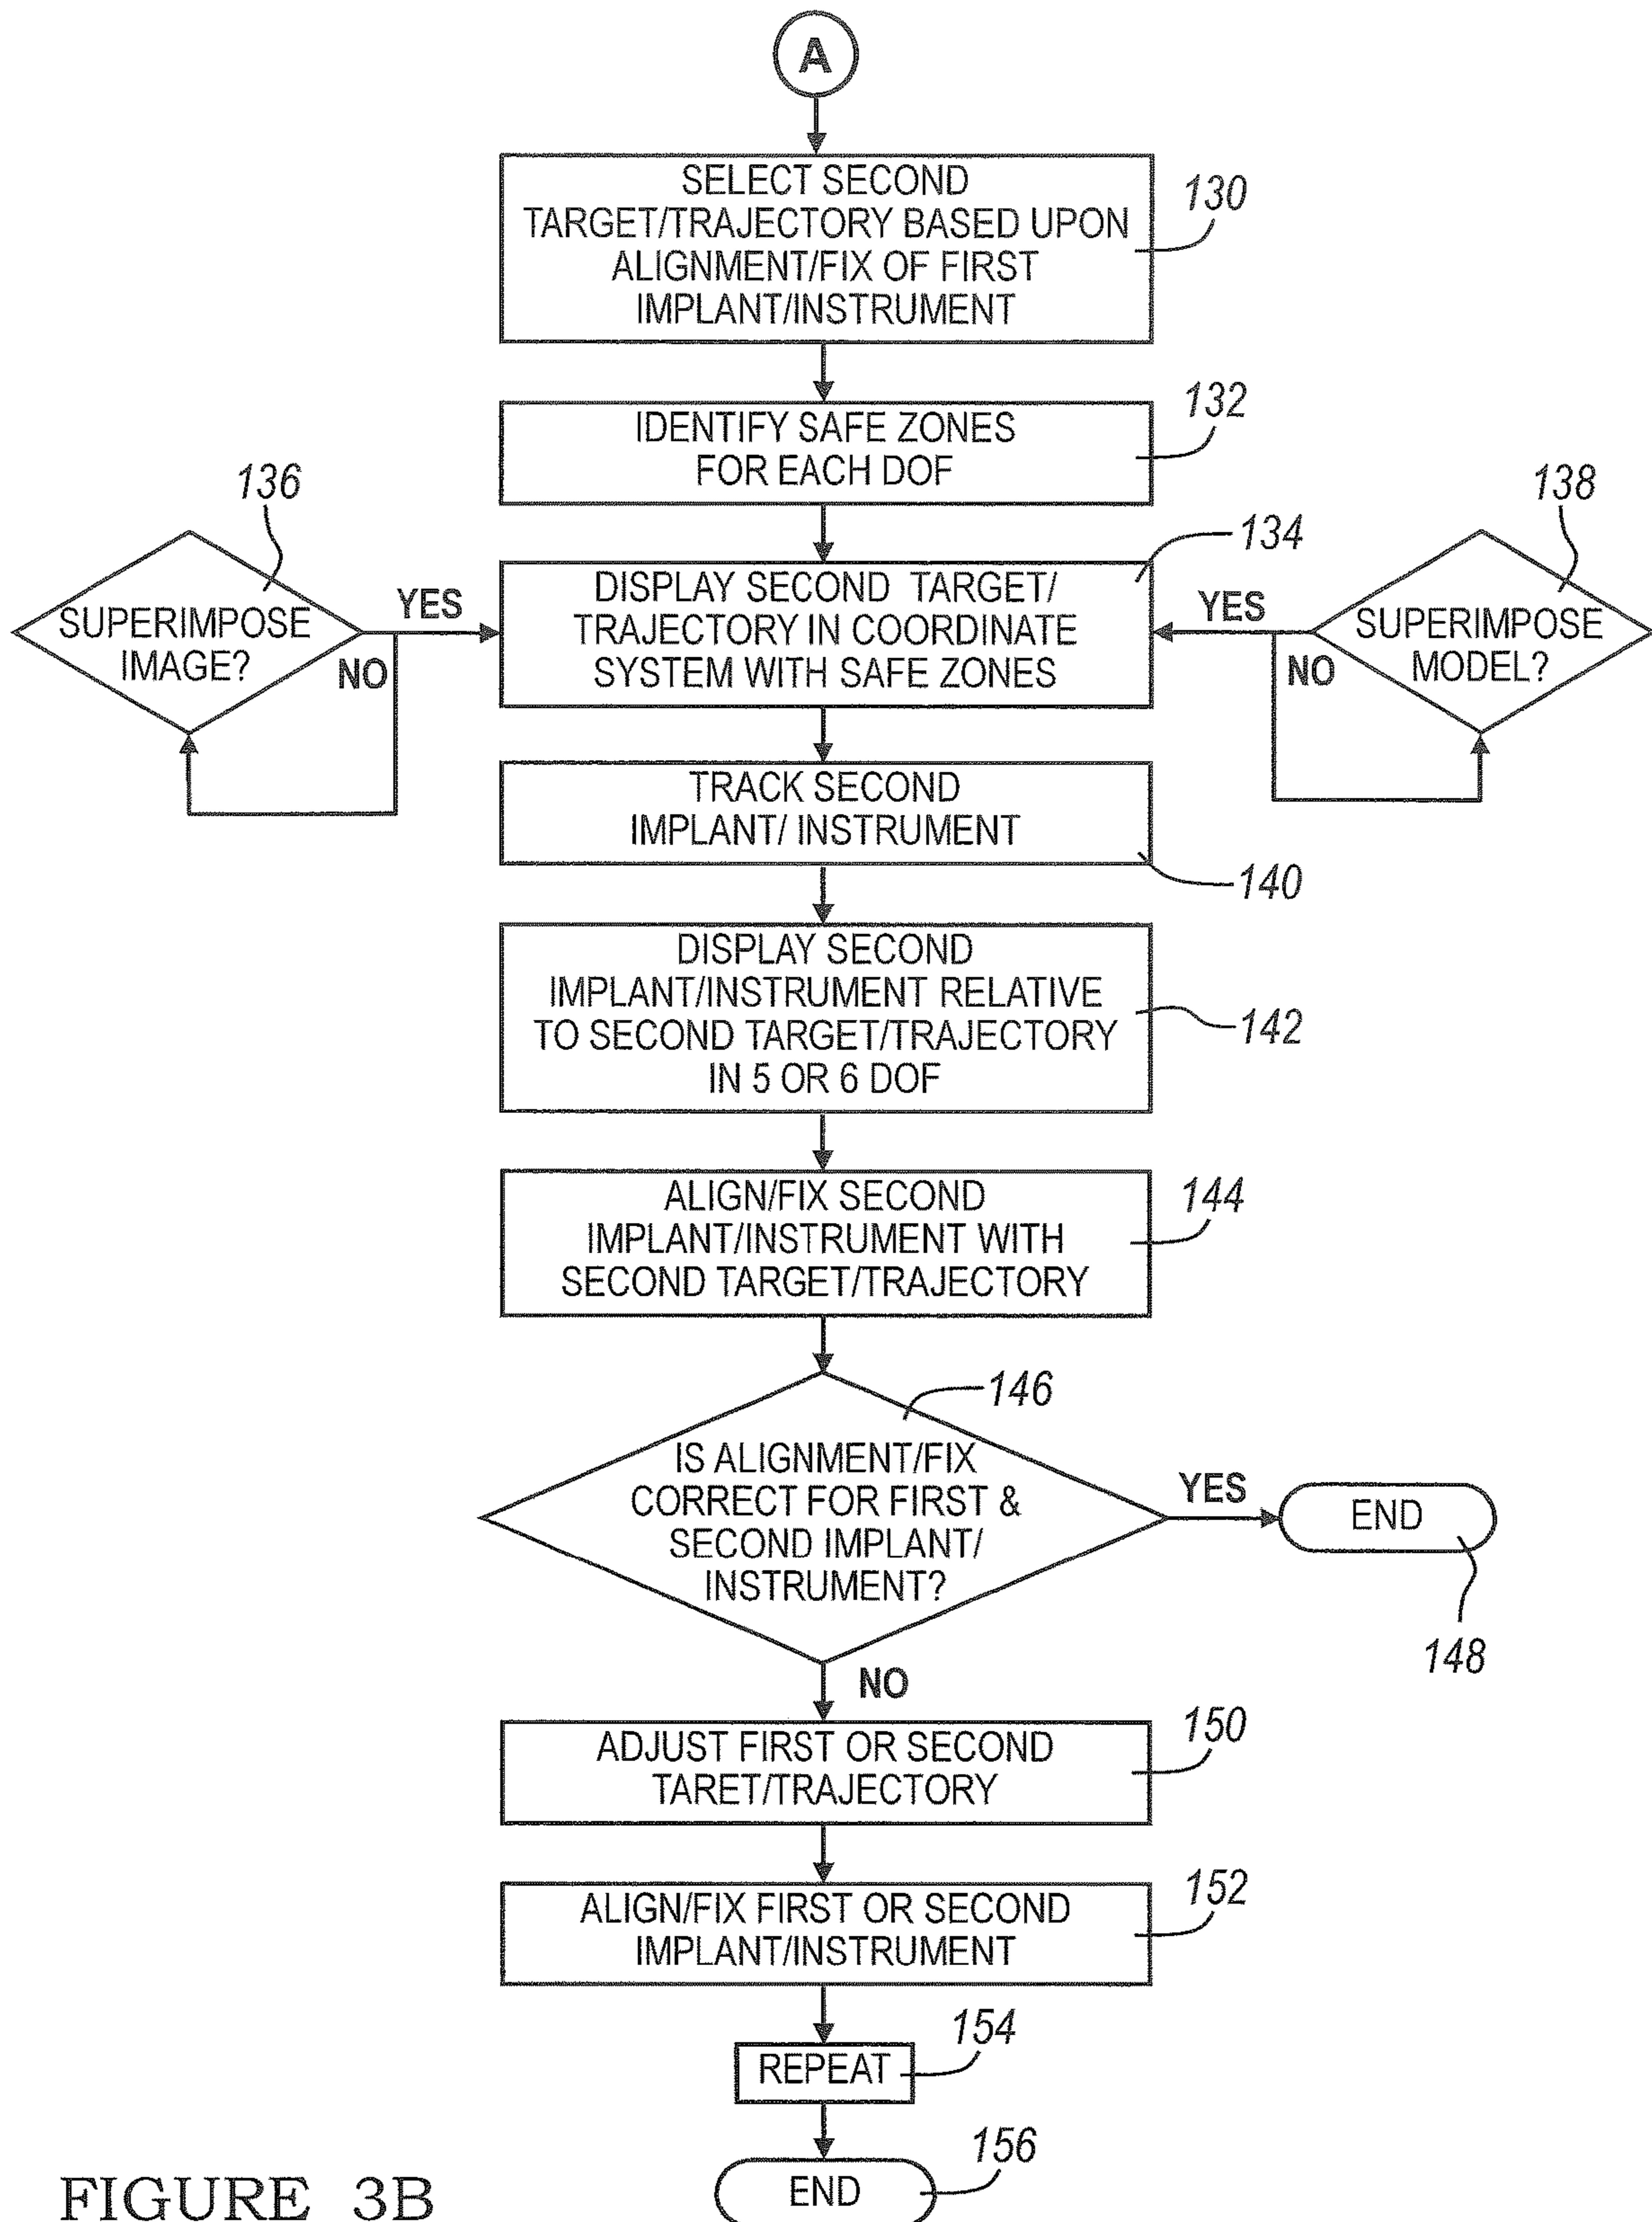 A
SELECT SECOND
TARGET/TRAJECTORY BASED UPON
ALIGNMENT/FIX OF FIRST
IMPLANT/INSTRUMENT
130
IDENTIFY SAFE ZONES
FOR EACH DOF
132
136
SUPERIMPOSE
IMAGE?
YES
NO
DISPLAY SECOND TARGET/
TRAJECTORY IN COORDINATE
SYSTEM WITH SAFE ZONES
134
138
SUPERIMPOSE
MODEL?
YES
NO
TRACK SECOND
IMPLANT/ INSTRUMENT
140
DISPLAY SECOND
IMPLANT/INSTRUMENT RELATIVE
TO SECOND TARGET/TRAJECTORY
IN 5 OR 6 DOF
142
ALIGN/FIX SECOND
IMPLANT/INSTRUMENT WITH
SECOND TARGET/TRAJECTORY
144
146
IS ALIGNMENT/FIX
CORRECT FOR FIRST &
SECOND IMPLANT/
INSTRUMENT?
YES
END
148
NO
ADJUST FIRST OR SECOND
TARET/TRAJECTORY
150
ALIGN/FIX FIRST OR SECOND
IMPLANT/INSTRUMENT
152
REPEAT
154
END
156
FIGURE 3B